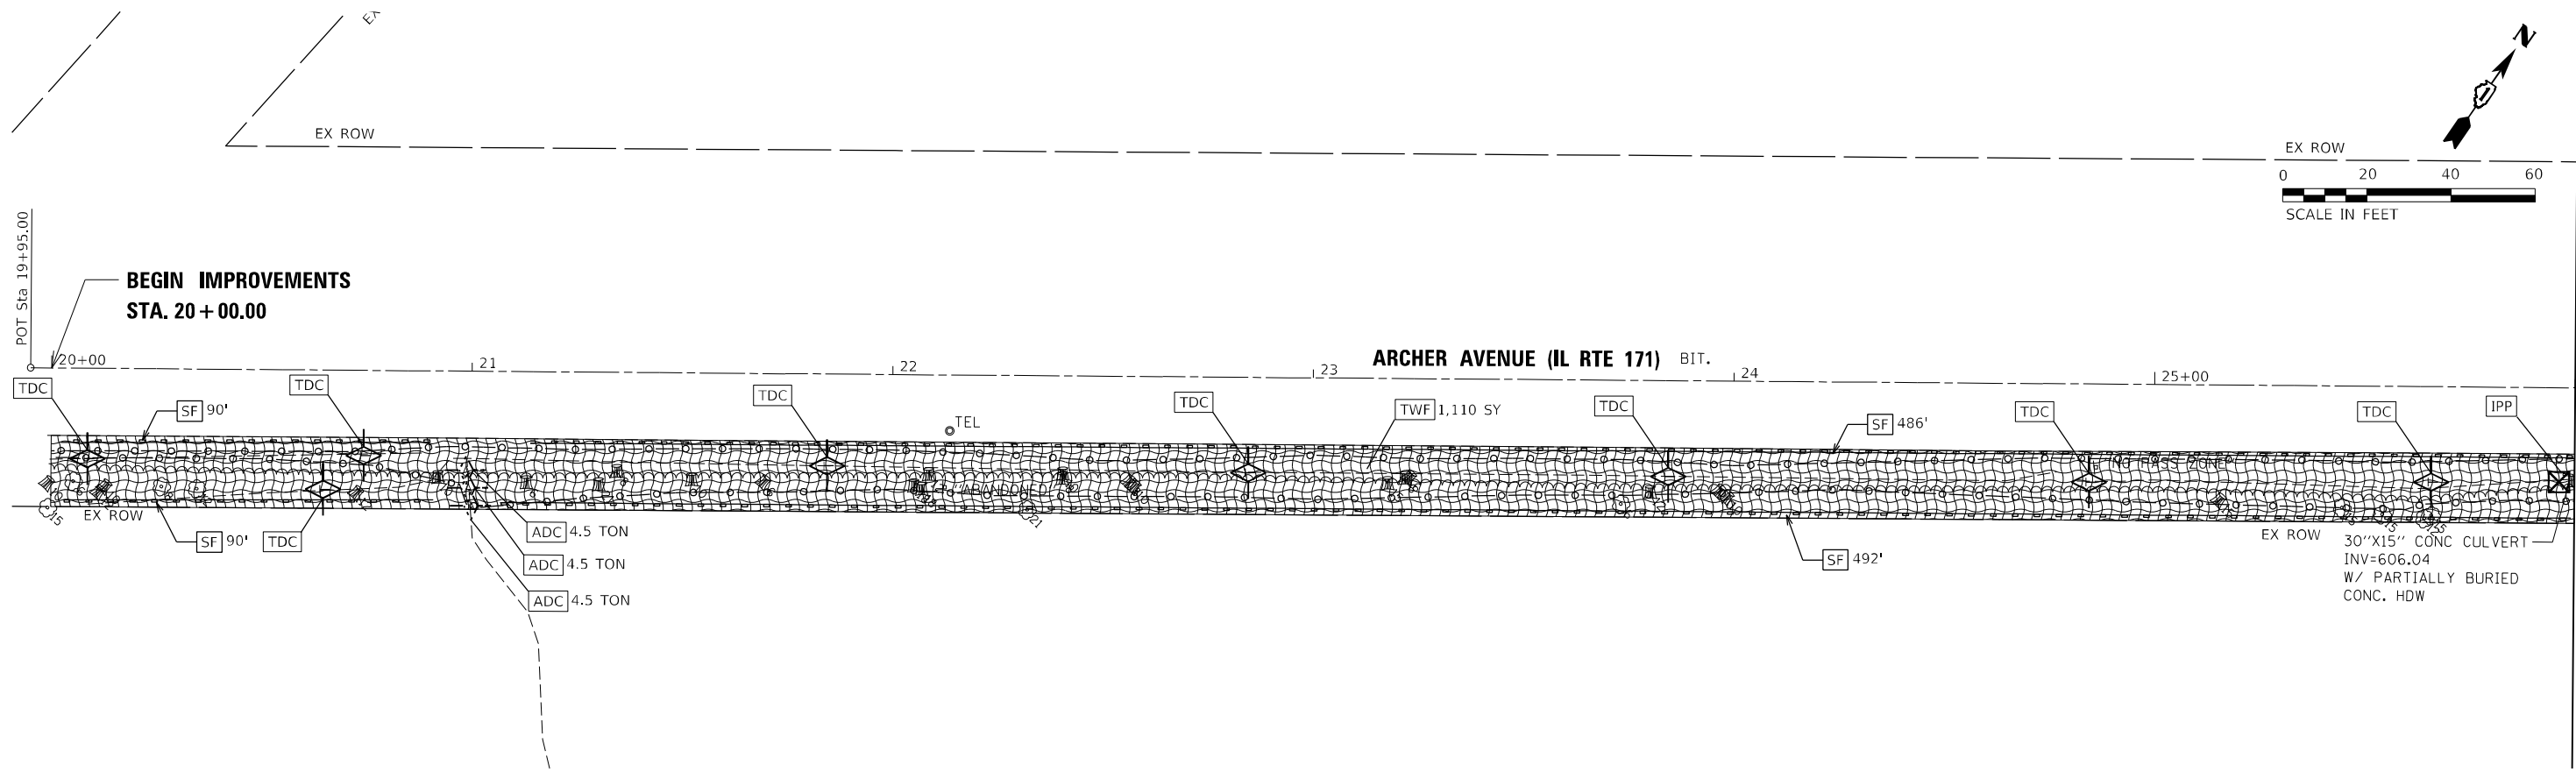 EX
N
EX ROW
EX ROW
0 20 40 60
SCALE IN FEET
POT Sta 19+95.00
BEGIN IMPROVEMENTS
STA. 20+00.00
20+00
21
22
23
ARCHER AVENUE (IL RTE 171) BIT.
24
25+00
TDC
TDC
TDC
TDC
TDC
TDC
TDC
IPP
SF 90'
TEL
TWF 1,110 SY
SF 486'
NO PASS ZONE
"ABANDONED"
15
21
EX ROW
SF 90'
TDC
ADC 4.5 TON
ADC 4.5 TON
ADC 4.5 TON
SF 492'
EX ROW
30"X15" CONC CULVERT
INV=606.04
W/ PARTIALLY BURIED
CONC. HDW